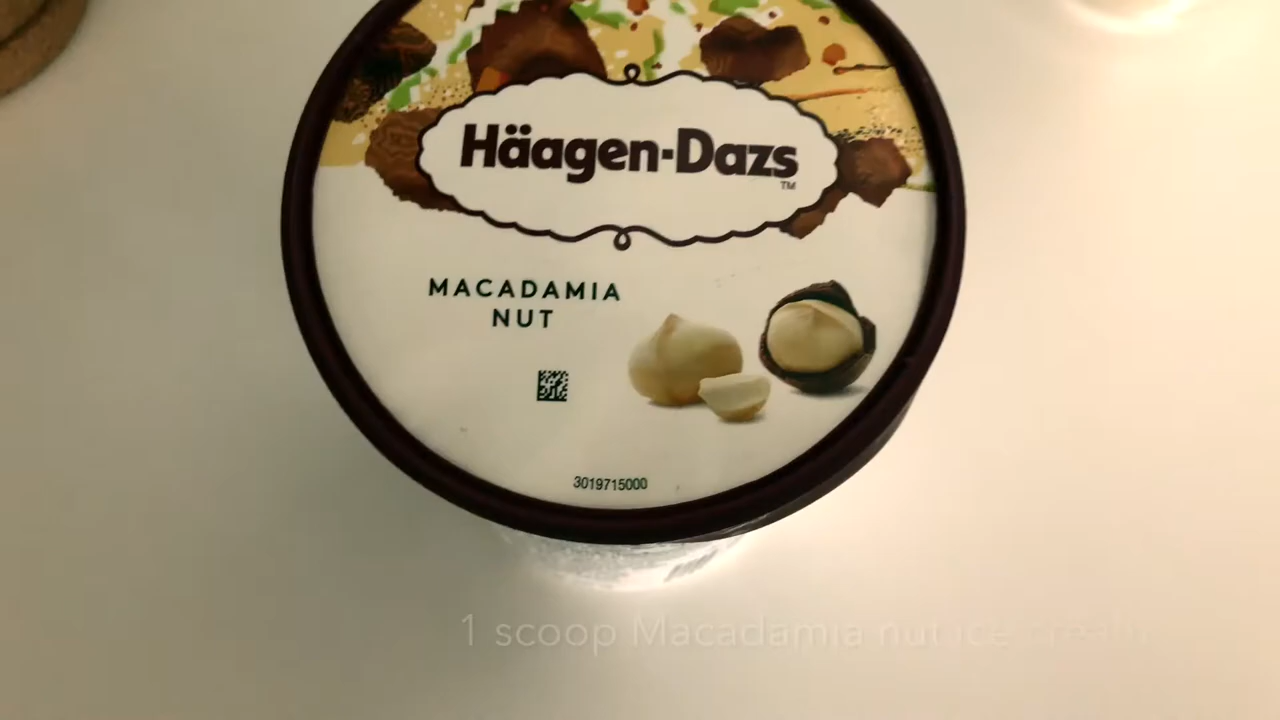 Häagen-Dazs
TM
MACADAMIA
NUT
3019715000
1 scoop Macadamia nut ice cream